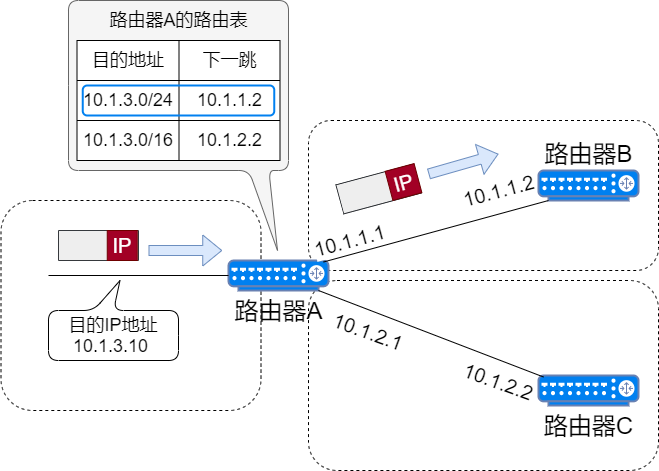 路由器A的路由表
目的地址 下一跳
10.1.3.0/24 10.1.1.2
10.1.3.0/16 10.1.2.2
路由器B
IP
10.1.1.2
IP
10.1.1.1
路由器A
目的IP地址
10.1.3.10
10.1.2.1
10.1.2.2
路由器C